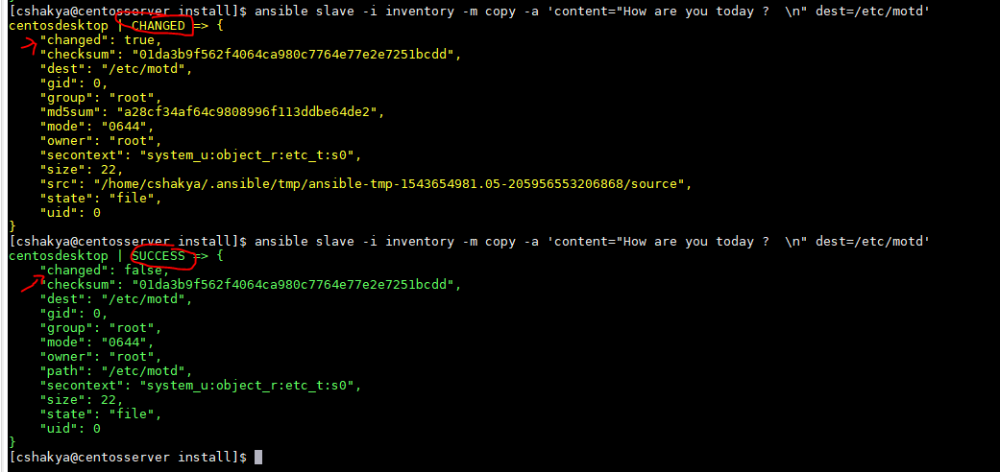 [cshakya@centosserver install]$ ansible slave -i inventory -m copy -a 'content="How are you today ?  \n" dest=/etc/motd'
centosdesktop | CHANGED => {
    "changed": true,
    "checksum": "01da3b9f562f4064ca980c7764e77e2e7251bcdd",
    "dest": "/etc/motd",
    "gid": 0,
    "group": "root",
    "md5sum": "a28cf34af64c9808996f113ddbe64de2",
    "mode": "0644",
    "owner": "root",
    "secontext": "system_u:object_r:etc_t:s0",
    "size": 22,
    "src": "/home/cshakya/.ansible/tmp/ansible-tmp-1543654981.05-205956553206868/source",
    "state": "file",
    "uid": 0
}
[cshakya@centosserver install]$ ansible slave -i inventory -m copy -a 'content="How are you today ?  \n" dest=/etc/motd'
centosdesktop | SUCCESS => {
    "changed": false,
    "checksum": "01da3b9f562f4064ca980c7764e77e2e7251bcdd",
    "dest": "/etc/motd",
    "gid": 0,
    "group": "root",
    "mode": "0644",
    "owner": "root",
    "path": "/etc/motd",
    "secontext": "system_u:object_r:etc_t:s0",
    "size": 22,
    "state": "file",
    "uid": 0
}
[cshakya@centosserver install]$